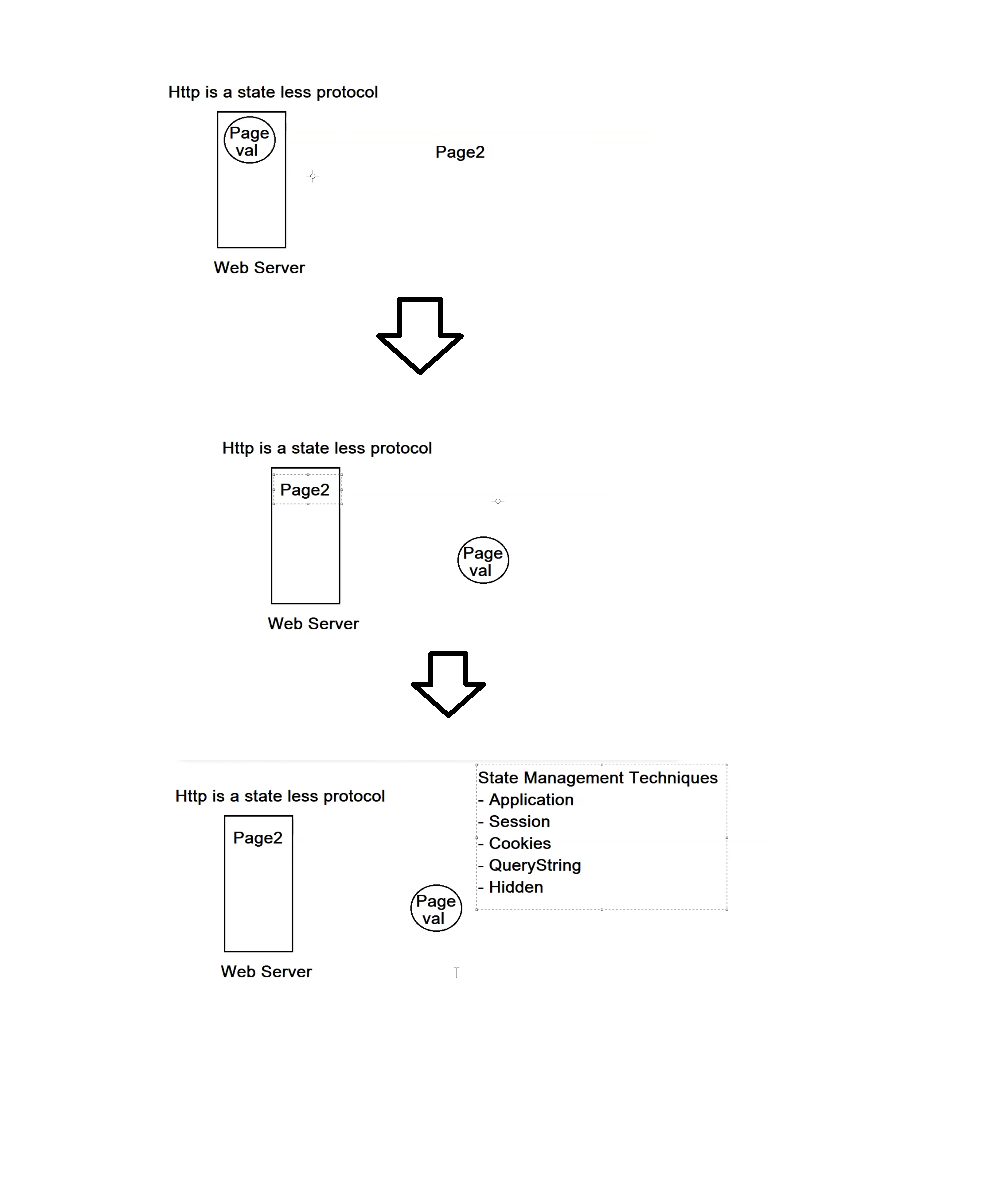 Http is a state less protocol
Page
val
Page2
Web Server
Http is a state less protocol
Page2
Page
val
Web Server
State Management Techniques
- Application
- Session
- Cookies
- QueryString
- Hidden
Http is a state less protocol
Page2
Page
val
Web Server